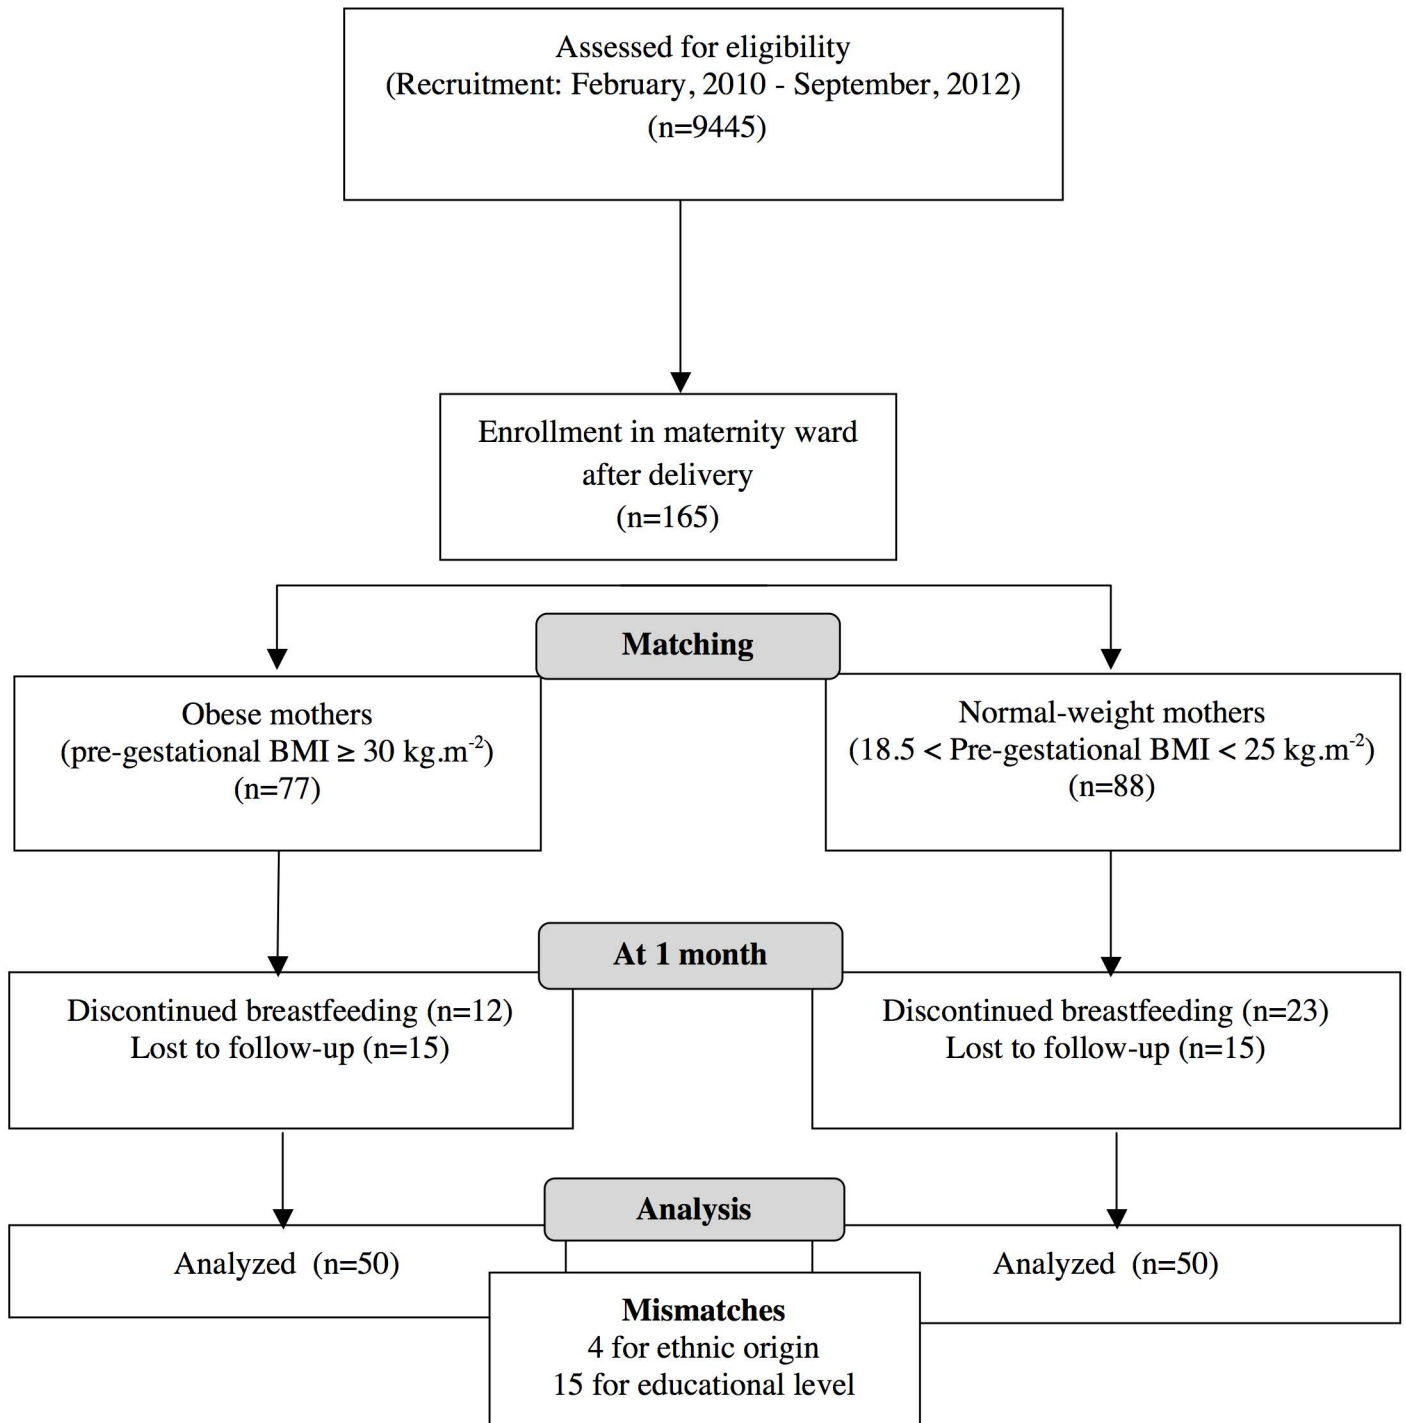 Assessed for eligibility
(Recruitment: February, 2010 - September, 2012)
(n=9445)
Enrollment in maternity ward
after delivery
(n=165)
Matching
Obese mothers
(pre-gestational BMI ≥ 30 kg.m⁻²)
(n=77)
Normal-weight mothers
(18.5 < Pre-gestational BMI < 25 kg.m⁻²)
(n=88)
At 1 month
Discontinued breastfeeding (n=12)
Lost to follow-up (n=15)
Discontinued breastfeeding (n=23)
Lost to follow-up (n=15)
Analysis
Analyzed (n=50)
Analyzed (n=50)
Mismatches
4 for ethnic origin
15 for educational level